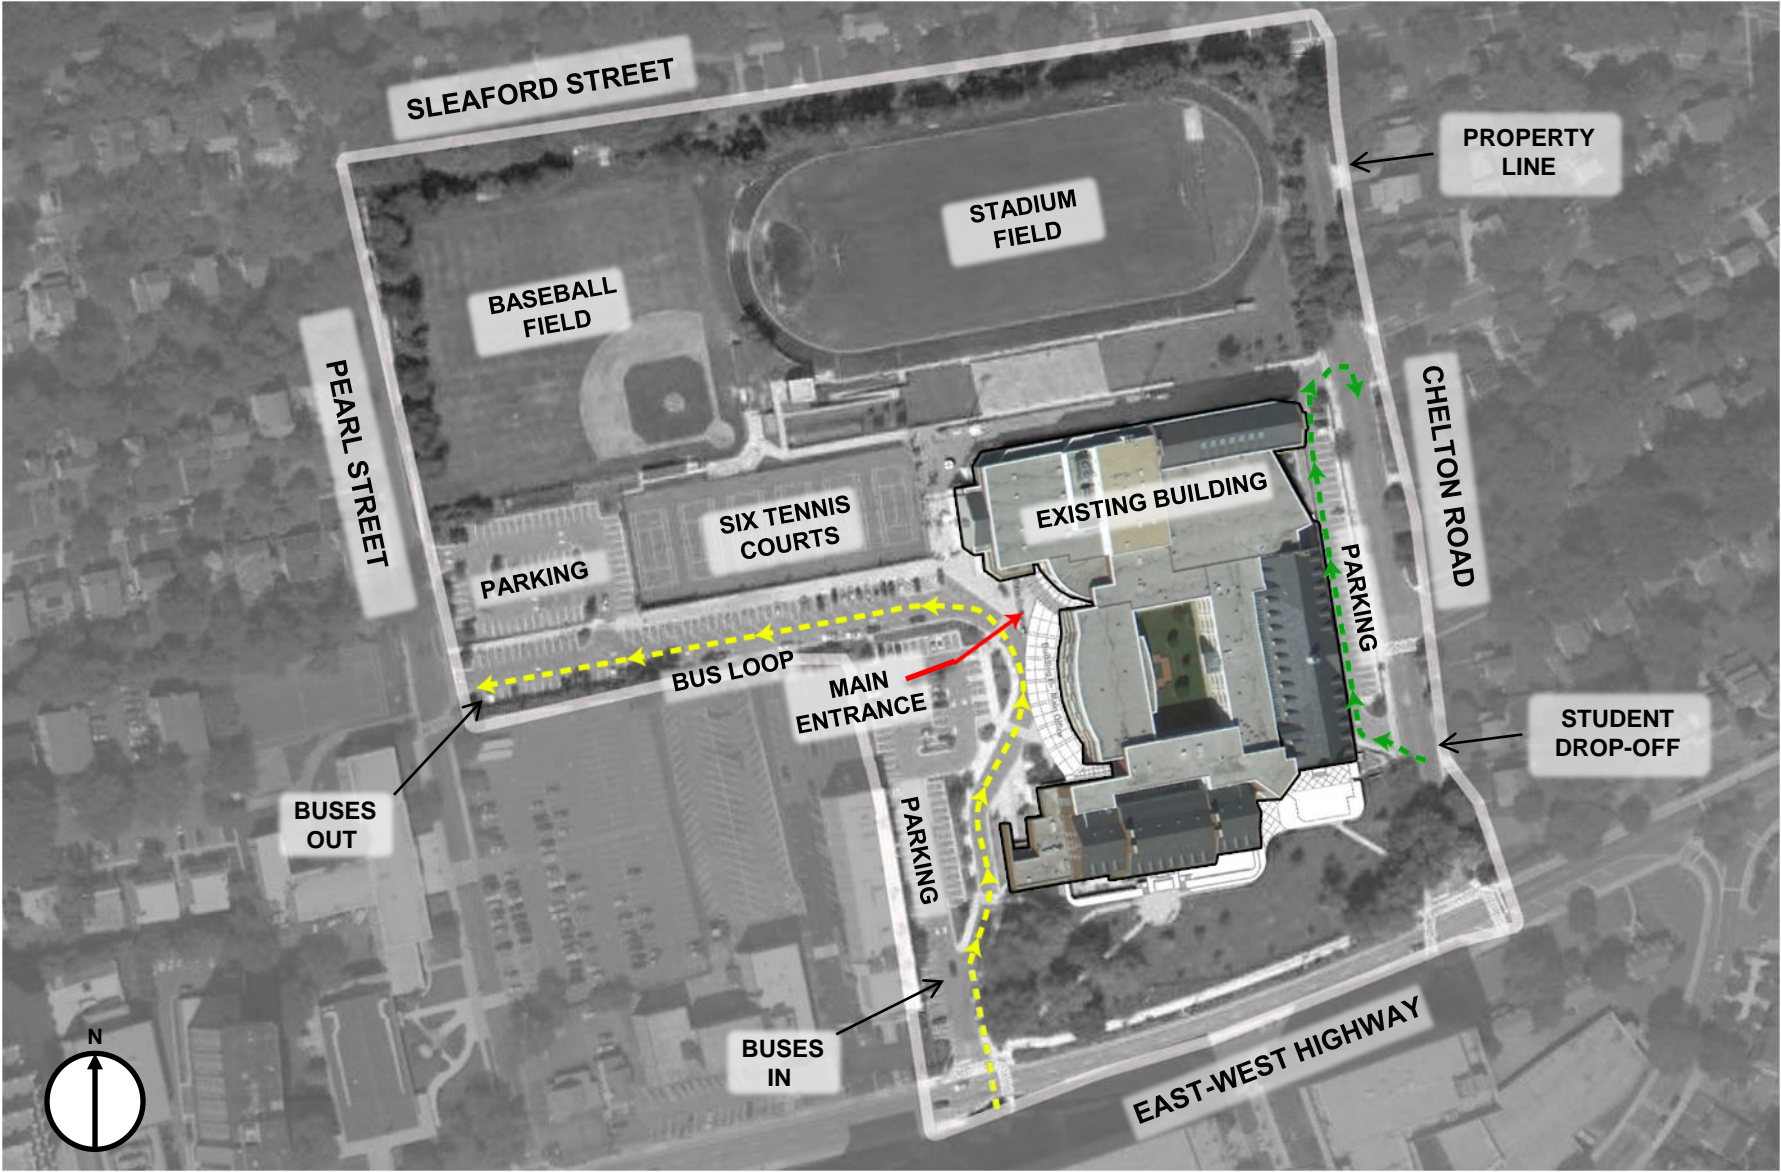 SLEAFORD STREET
PROPERTY
LINE
STADIUM
FIELD
BASEBALL
FIELD
PEARL STREET
CHELTON ROAD
EXISTING BUILDING
SIX TENNIS
COURTS
PARKING
PARKING
BUS LOOP
MAIN
ENTRANCE
STUDENT
DROP-OFF
BUSES
OUT
PARKING
BUSES
IN
EAST-WEST HIGHWAY
N